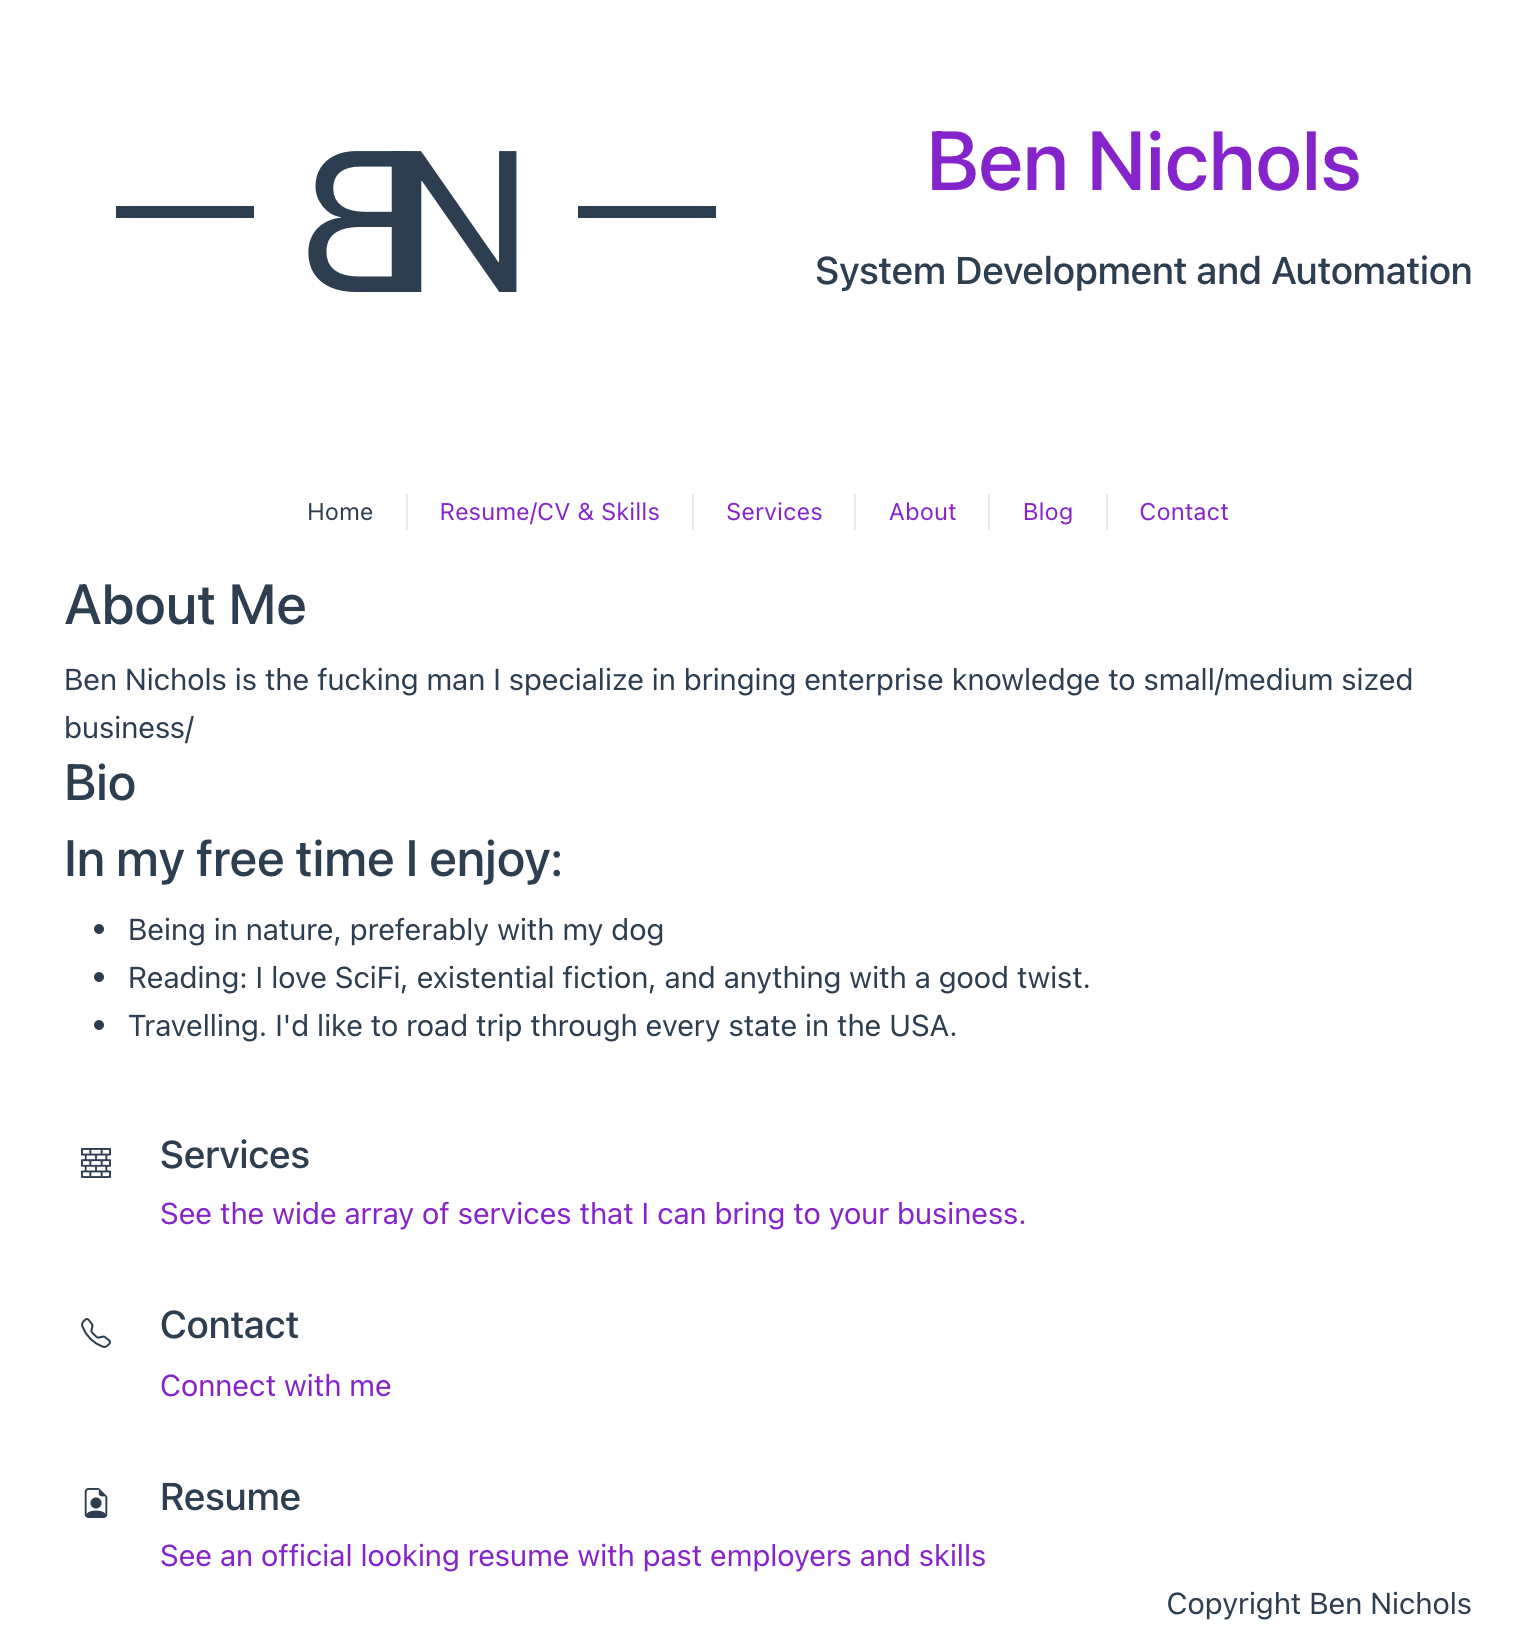 BN
Ben Nichols
System Development and Automation
Home
Resume/CV & Skills
Services
About
Blog
Contact
About Me
Ben Nichols is the fucking man I specialize in bringing enterprise knowledge to small/medium sized
business/
Bio
In my free time I enjoy:
Being in nature, preferably with my dog
Reading: I love SciFi, existential fiction, and anything with a good twist.
Travelling. I'd like to road trip through every state in the USA.
Services
See the wide array of services that I can bring to your business.
Contact
Connect with me
Resume
See an official looking resume with past employers and skills
Copyright Ben Nichols